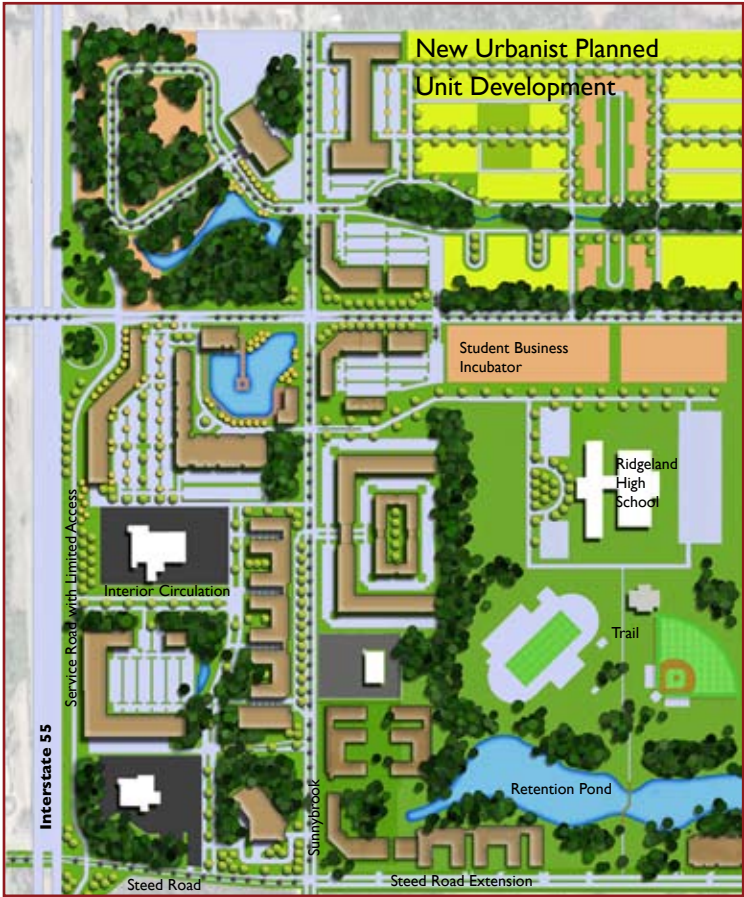 New Urbanist Planned
Unit Development
Student Business
Incubator
Ridgeland
High
School
Service Road with Limited Access
Interior Circulation
Trail
Interstate 55
Sunnybrook
Retention Pond
Steed Road
Steed Road Extension